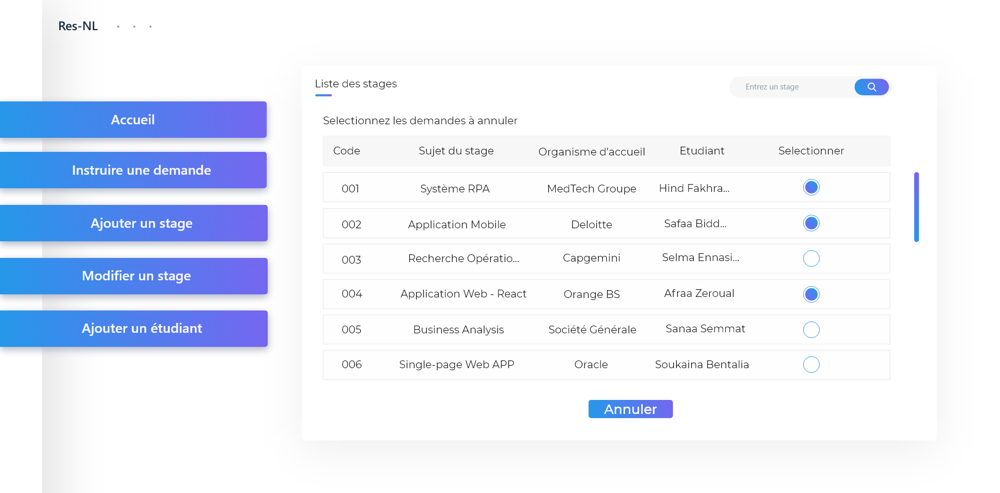 Res-NL
Accueil
Instruire une demande
Ajouter un stage
Modifier un stage
Ajouter un étudiant
Liste des stages
Entrez un stage
Selectionnez les demandes à annuler
Code Sujet du stage Organisme d'accueil Etudiant Selectionner
001 Système RPA MedTech Groupe Hind Fakhra...
002 Application Mobile Deloitte Safaa Bidd...
003 Recherche Opératio... Capgemini Selma Ennasi...
004 Application Web - React Orange BS Afraa Zeroual
005 Business Analysis Société Générale Sanaa Semmat
006 Single-page Web APP Oracle Soukaina Bentalia
Annuler